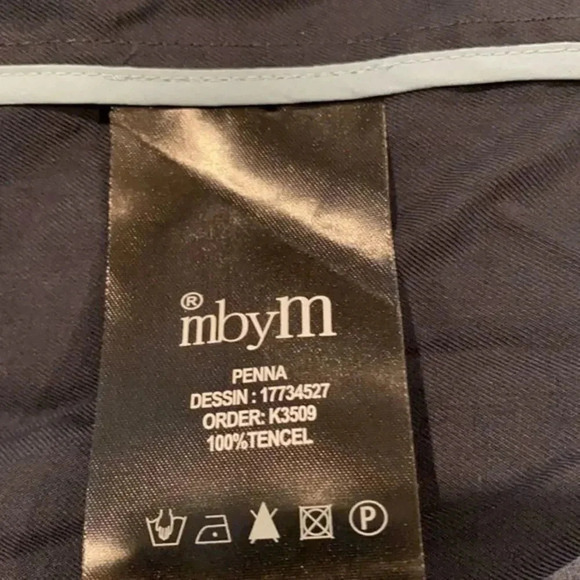 ® mbyM
PENNA
DESSIN : 17734527
ORDER: K3509
100%TENCEL
P